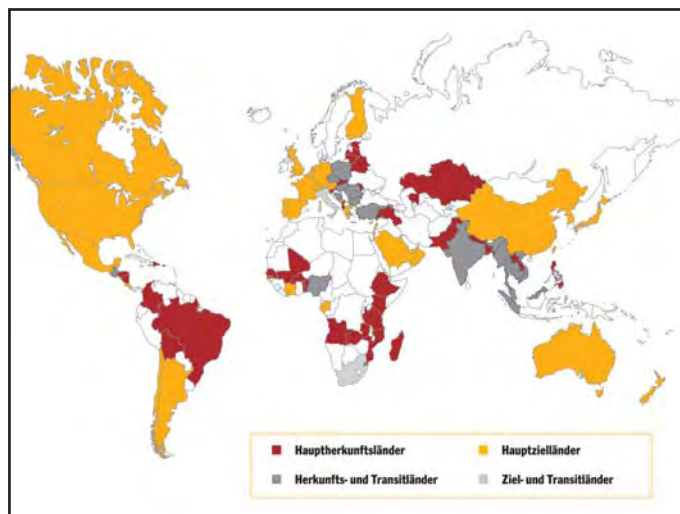 Hauptherkunftsländer
Hauptzielländer
Herkunfts- und Transitländer
Ziel- und Transitländer